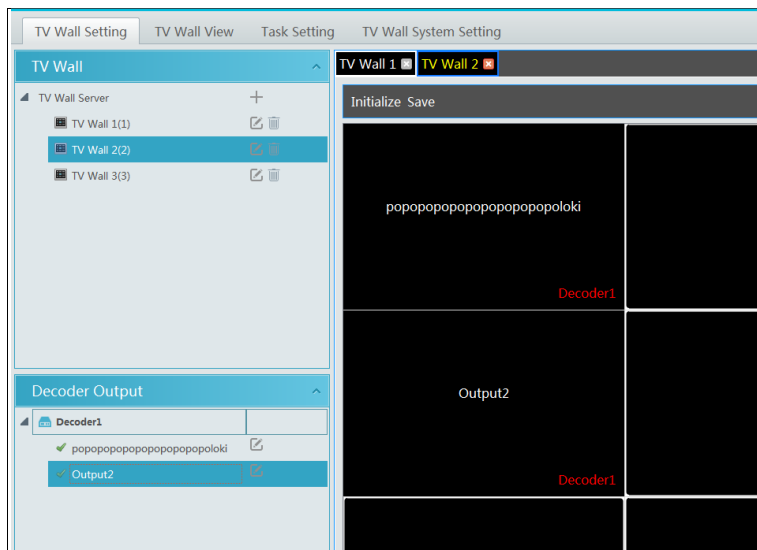 TV Wall Setting TV Wall View Task Setting TV Wall System Setting
TV Wall
TV Wall Server
TV Wall 1(1)
TV Wall 2(2)
TV Wall 3(3)
Decoder Output
Decoder1
popopopopopopopopopopoloki
Output2
TV Wall 1 TV Wall 2
Initialize Save
popopopopopopopopopopoloki
Decoder1
Output2
Decoder1